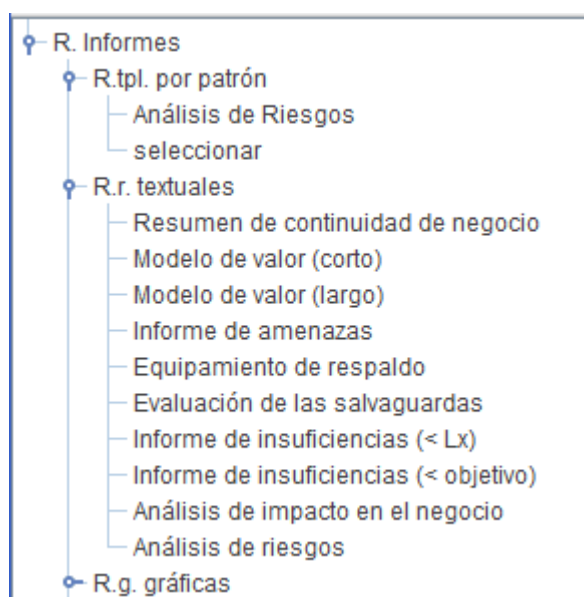 R. Informes
R.tpl. por patrón
Análisis de Riesgos
seleccionar
R.r. textuales
Resumen de continuidad de negocio
Modelo de valor (corto)
Modelo de valor (largo)
Informe de amenazas
Equipamiento de respaldo
Evaluación de las salvaguardas
Informe de insuficiencias (< Lx)
Informe de insuficiencias (< objetivo)
Análisis de impacto en el negocio
Análisis de riesgos
R.g. gráficas